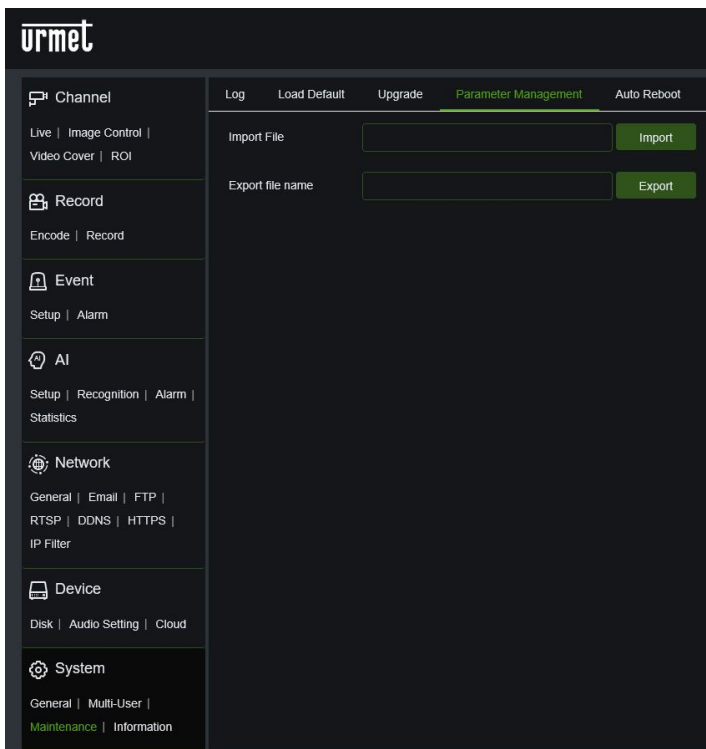 urmet
Channel
Live | Image Control |
Video Cover | ROI
Record
Encode | Record
Event
Setup | Alarm
AI
AI
Setup | Recognition | Alarm |
Statistics
Network
General | Email | FTP |
RTSP | DDNS | HTTPS |
IP Filter
Device
Disk | Audio Setting | Cloud
System
General | Multi-User |
Maintenance | Information
Log Load Default Upgrade Parameter Management Auto Reboot
Import File Import
Export file name Export